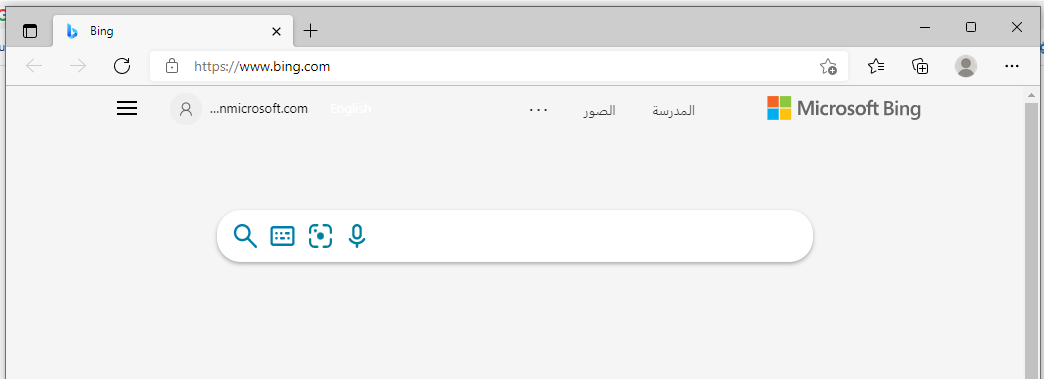 Bing
https://www.bing.com
...nmicrosoft.com English ... الصور المدرسة Microsoft Bing